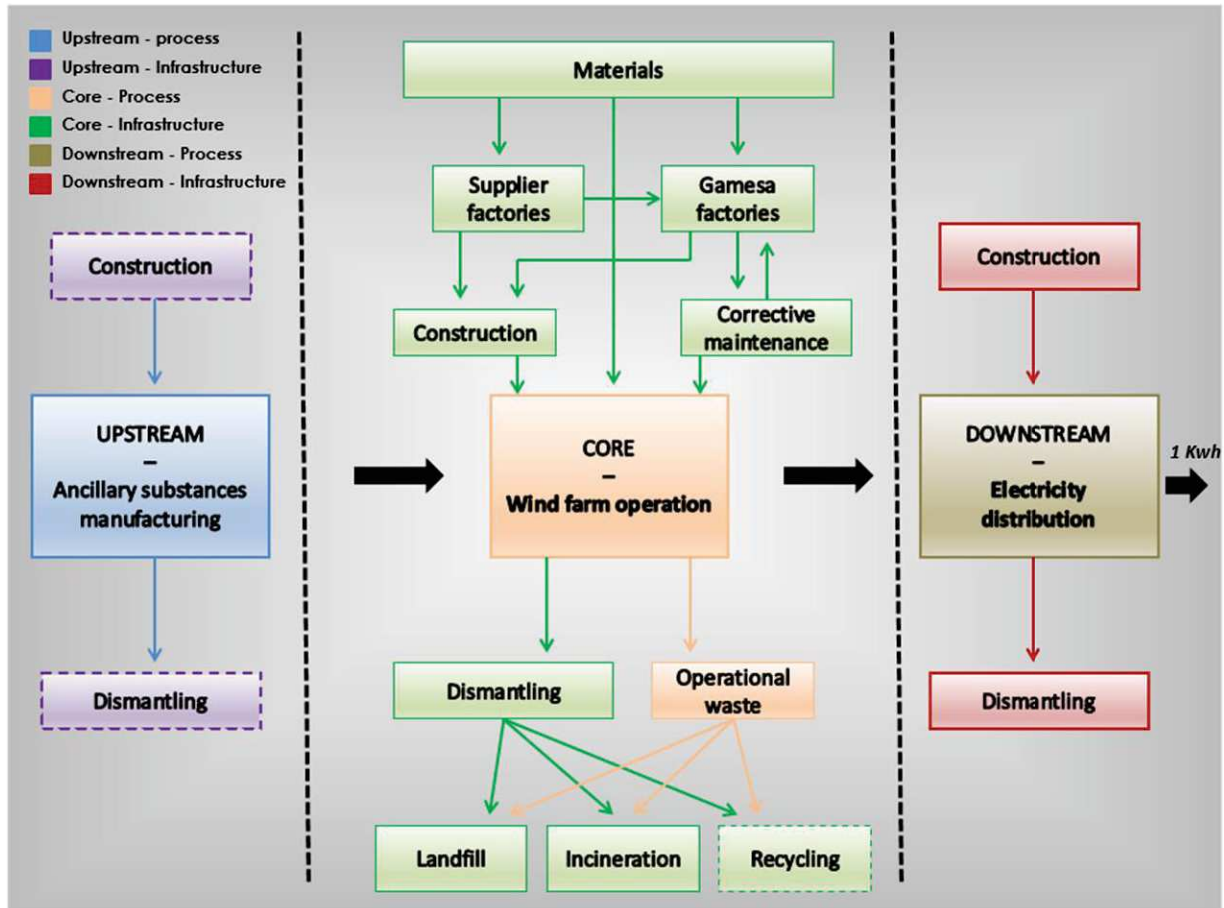 Upstream - process
Upstream - Infrastructure
Core - Process
Core - Infrastructure
Downstream - Process
Downstream - Infrastructure
Construction
UPSTREAM
–
Ancillary substances
manufacturing
Dismantling
Materials
Supplier
factories
Gamesa
factories
Construction
Corrective
maintenance
CORE
–
Wind farm operation
Dismantling
Operational
waste
Landfill
Incineration
Recycling
Construction
DOWNSTREAM
–
Electricity
distribution
1 Kwh
Dismantling